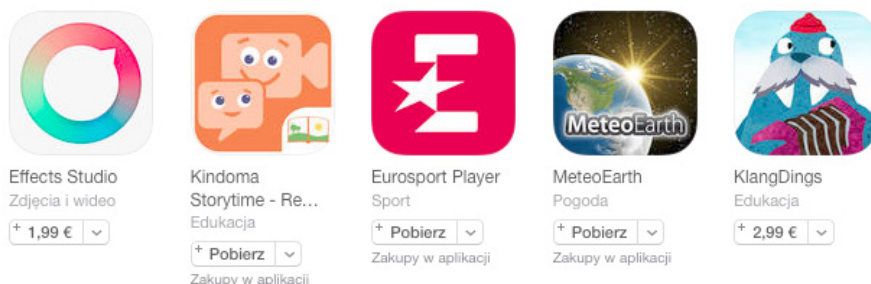 MeteoEarth
Effects Studio
Zdjęcia i wideo
+ 1,99 €
Kindoma
Storytime - Re...
Edukacja
+ Pobierz
Zakupy w aplikacji
Eurosport Player
Sport
+ Pobierz
Zakupy w aplikacji
MeteoEarth
Pogoda
+ Pobierz
Zakupy w aplikacji
KlangDings
Edukacja
+ 2,99 €